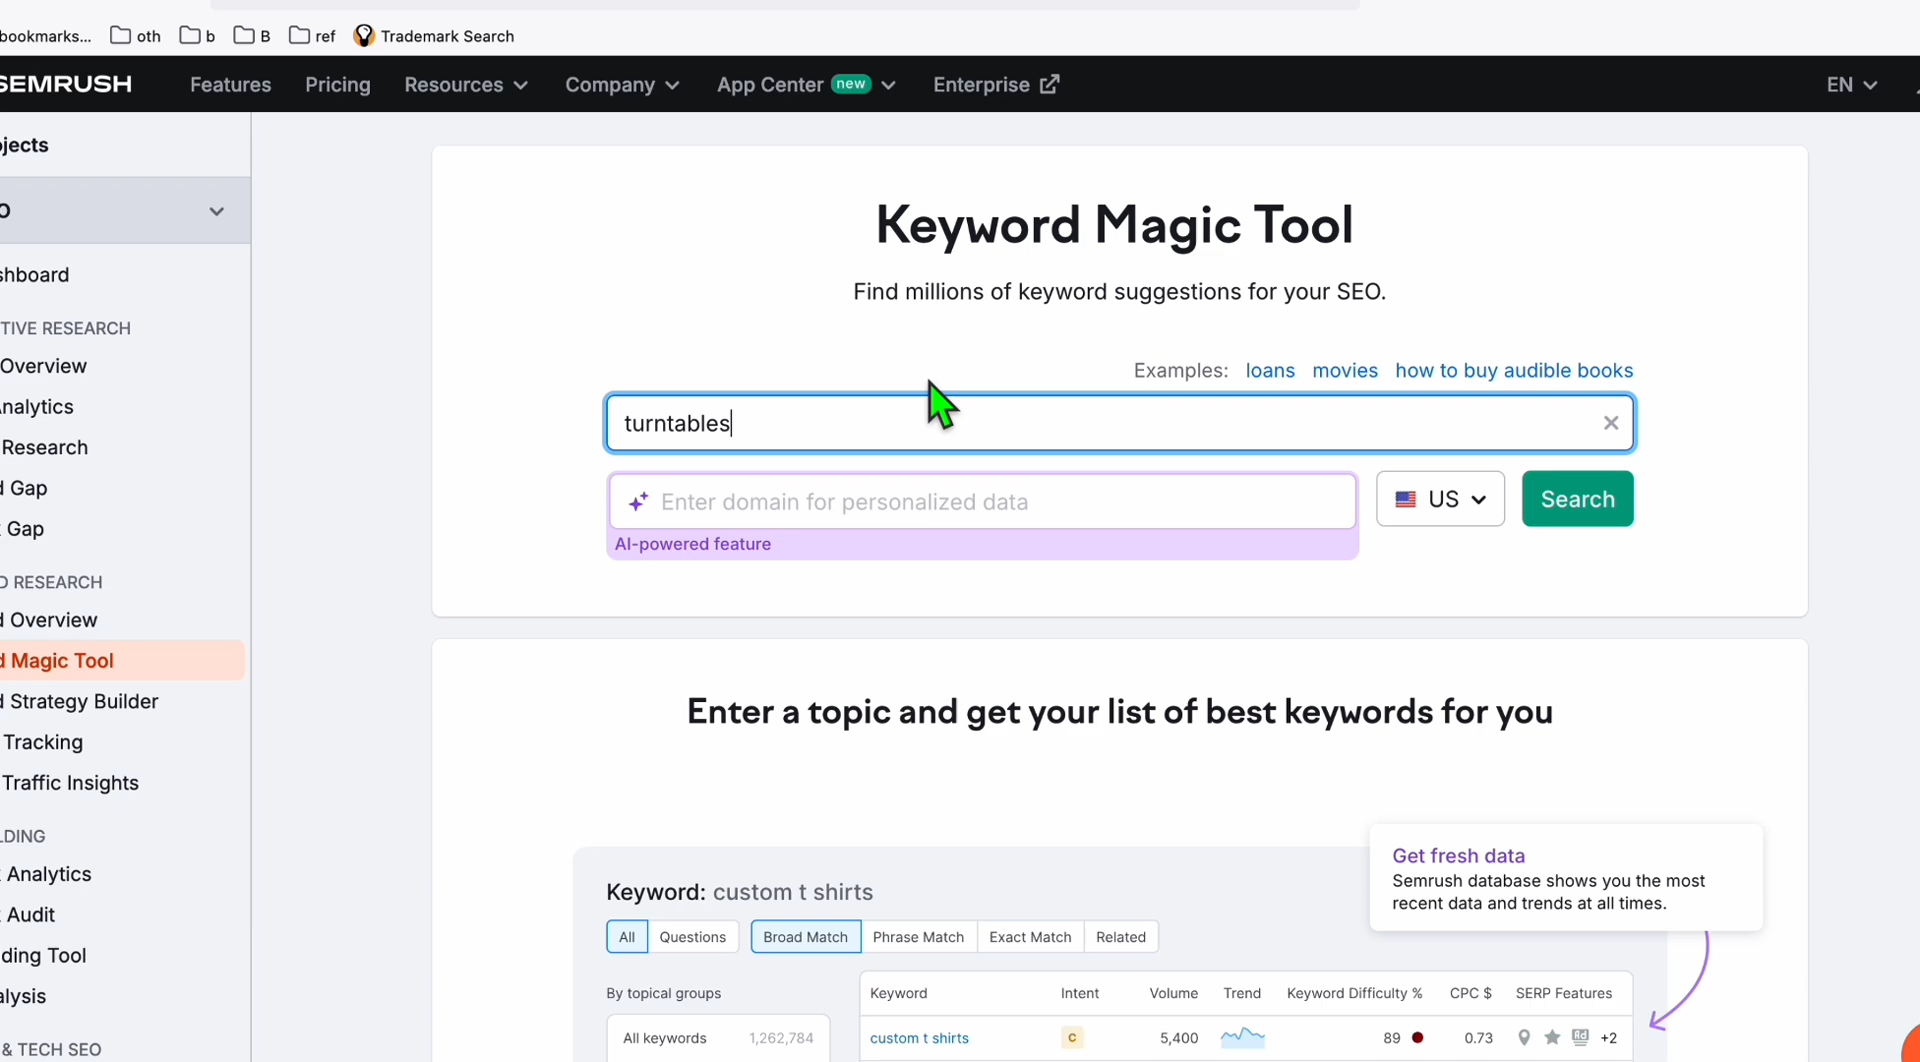 bookmarks... oth b B ref Trademark Search
SEMRUSH Features Pricing Resources Company App Center new Enterprise EN
jects
O
shboard
TIVE RESEARCH
Overview
nalytics
Research
d Gap
Gap
D RESEARCH
d Overview
d Magic Tool
d Strategy Builder
Tracking
Traffic Insights
LDING
Analytics
Audit
ding Tool
alysis
& TECH SEO
Keyword Magic Tool
Find millions of keyword suggestions for your SEO.
Examples: loans movies how to buy audible books
turntables
Enter domain for personalized data US Search
AI-powered feature
Enter a topic and get your list of best keywords for you
Get fresh data
Semrush database shows you the most
recent data and trends at all times.
Keyword: custom t shirts
All Questions Broad Match Phrase Match Exact Match Related
By topical groups Keyword Intent Volume Trend Keyword Difficulty % CPC $ SERP Features
All keywords 1,262,784 custom t shirts C 5,400 89 0.73 Ad +2